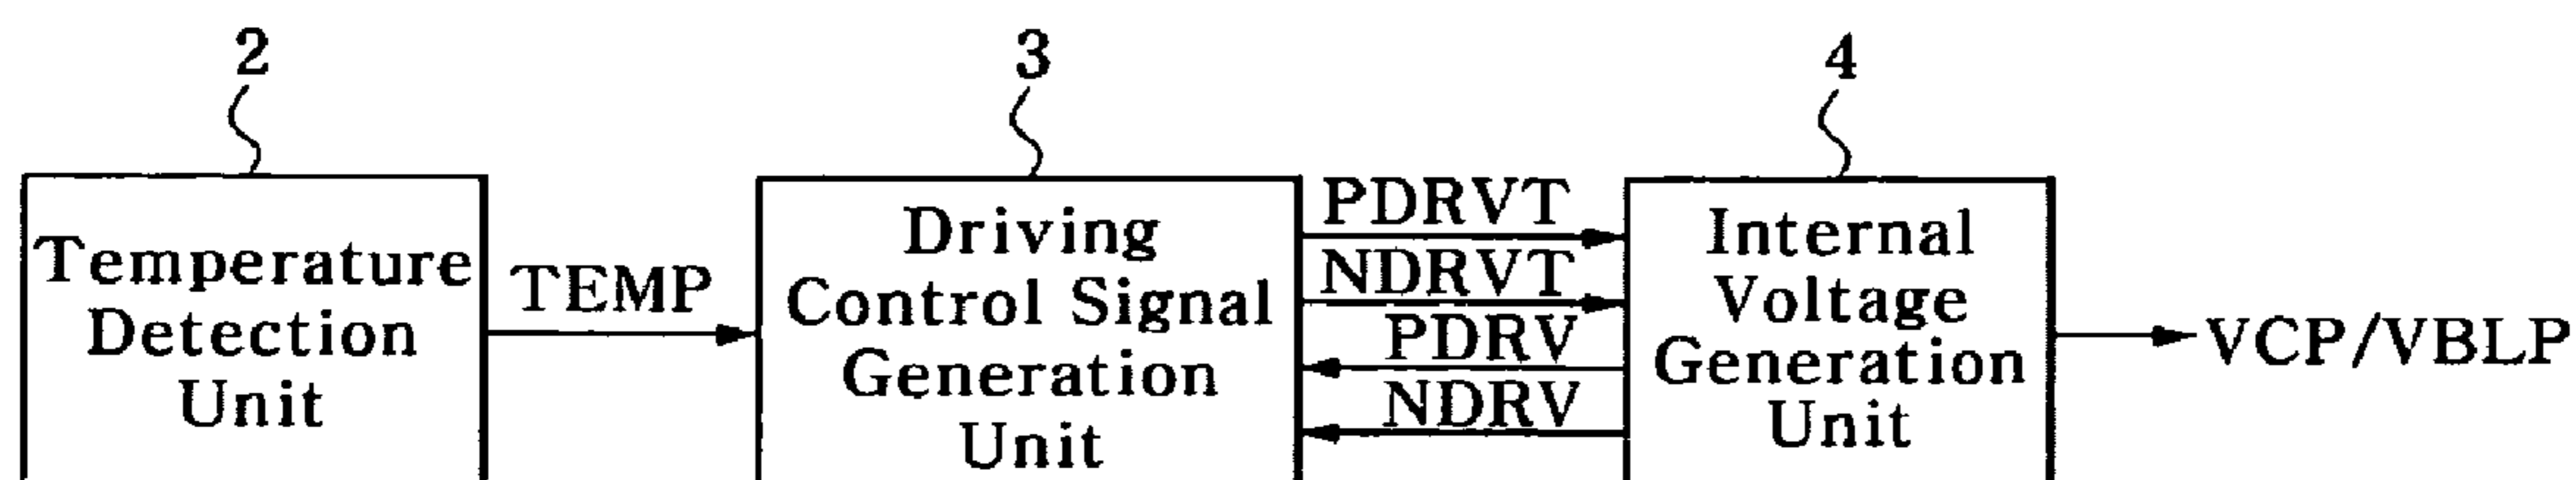 2
3
4
Temperature
Detection
Unit
TEMP
Driving
Control Signal
Generation
Unit
PDRVT
NDRVT
PDRV
NDRV
Internal
Voltage
Generation
Unit
VCP/VBLP